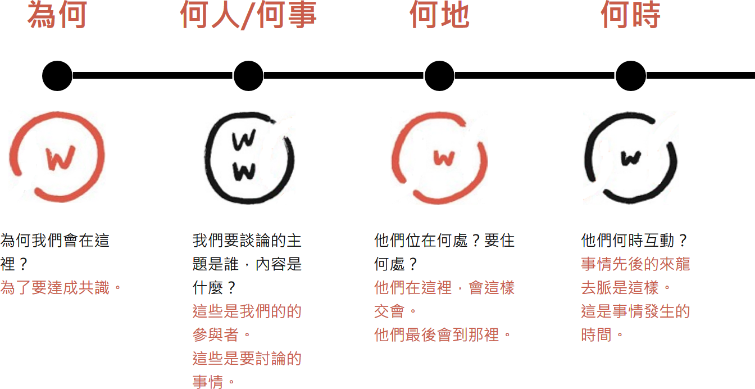 為何
何人/何事
何地
何時
W
W
W
W
W
為何我們會在這
裡？
為了要達成共識。
我們要談論的主
題是誰，內容是
什麼？
這些是我們的的
參與者。
這些是要討論的
事情。
他們位在何處？要住
何處？
他們在這裡，會這樣
交會。
他們最後會到那裡。
他們何時互動？
事情先後的來龍
去脈是這樣。
這是事情發生的
時間。